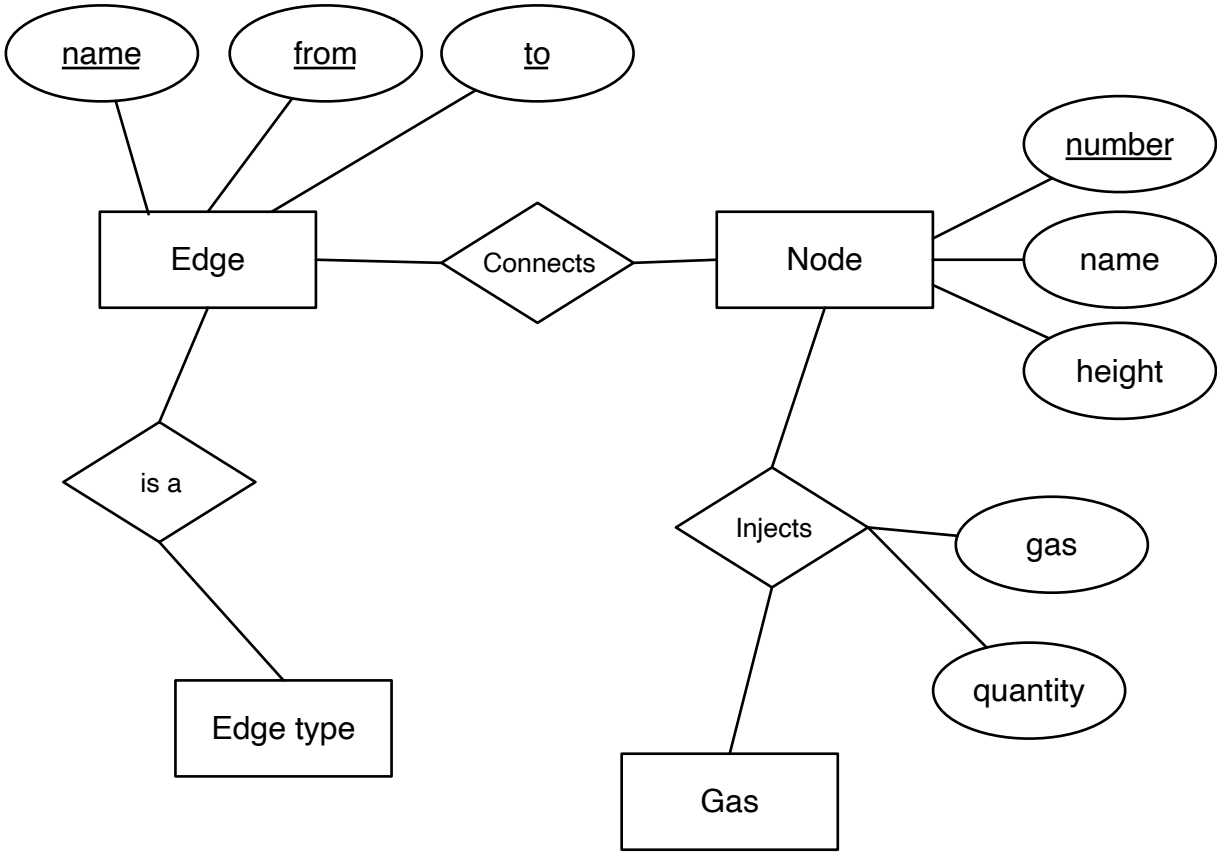 name
from
to
number
Edge
Connects
Node
name
height
is a
Injects
gas
quantity
Edge type
Gas